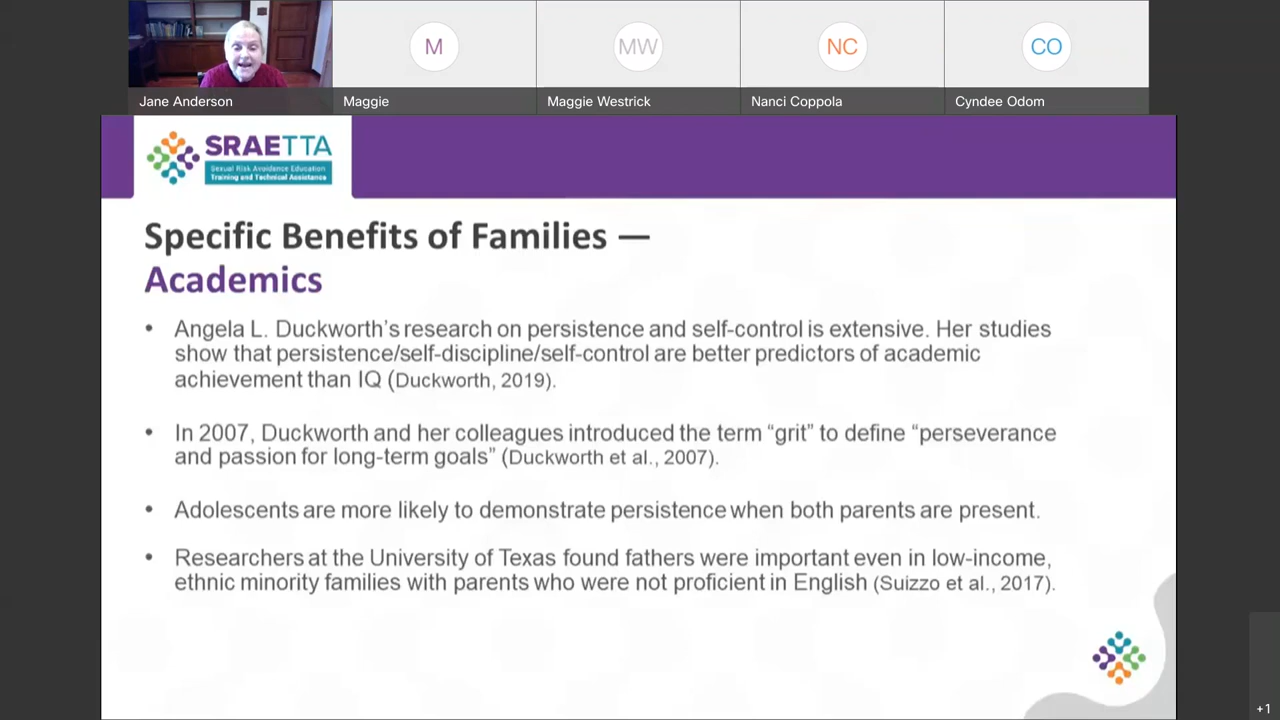 M
MW
NC
CO
Jane Anderson
Maggie
Maggie Westrick
Nanci Coppola
Cyndee Odom
SRAETTA
Sexual Risk Avoidance Education
Training and Technical Assistance
Specific Benefits of Families —
Academics
• Angela L. Duckworth’s research on persistence and self-control is extensive. Her studies
show that persistence/self-discipline/self-control are better predictors of academic
achievement than IQ (Duckworth, 2019).
• In 2007, Duckworth and her colleagues introduced the term “grit” to define “perseverance
and passion for long-term goals” (Duckworth et al., 2007).
• Adolescents are more likely to demonstrate persistence when both parents are present.
• Researchers at the University of Texas found fathers were important even in low-income,
ethnic minority families with parents who were not proficient in English (Suizzo et al., 2017).
+1